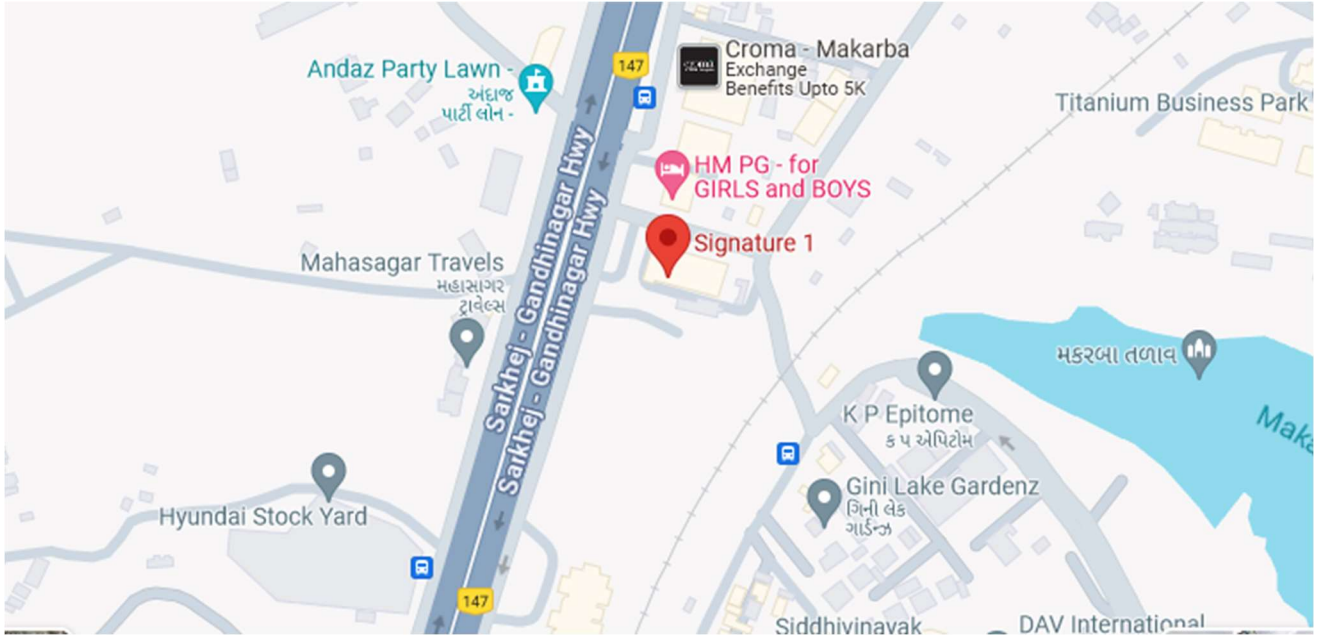 147
Croma - Makarba
Exchange
Benefits Upto 5K
Andaz Party Lawn -
અંદાજ
પાર્ટી લોન -
Titanium Business Park
HM PG - for
GIRLS and BOYS
Signature 1
Sarkhej - Gandhinagar Hwy
Sarkhej - Gandhinagar Hwy
Mahasagar Travels
મહાસાગર
ટ્રાવેલ્સ
મકરબા તળાવ
K P Epitome
ક પ એપિટોમ
Gini Lake Gardenz
ગિની લેક
ગાર્ડન્ઝ
Hyundai Stock Yard
147
Siddhivinayak
DAV International